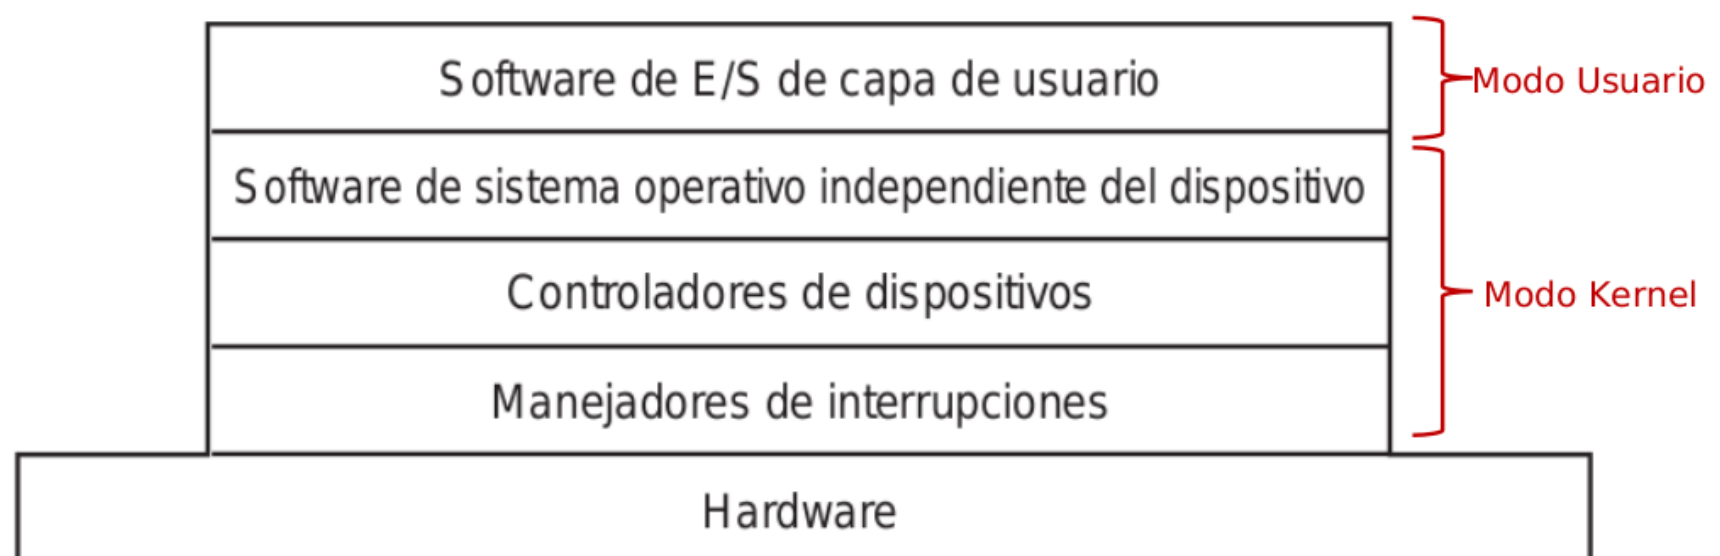 Software de E/S de capa de usuario
Modo Usuario
Software de sistema operativo independiente del dispositivo
Controladores de dispositivos
Modo Kernel
Manejadores de interrupciones
Hardware